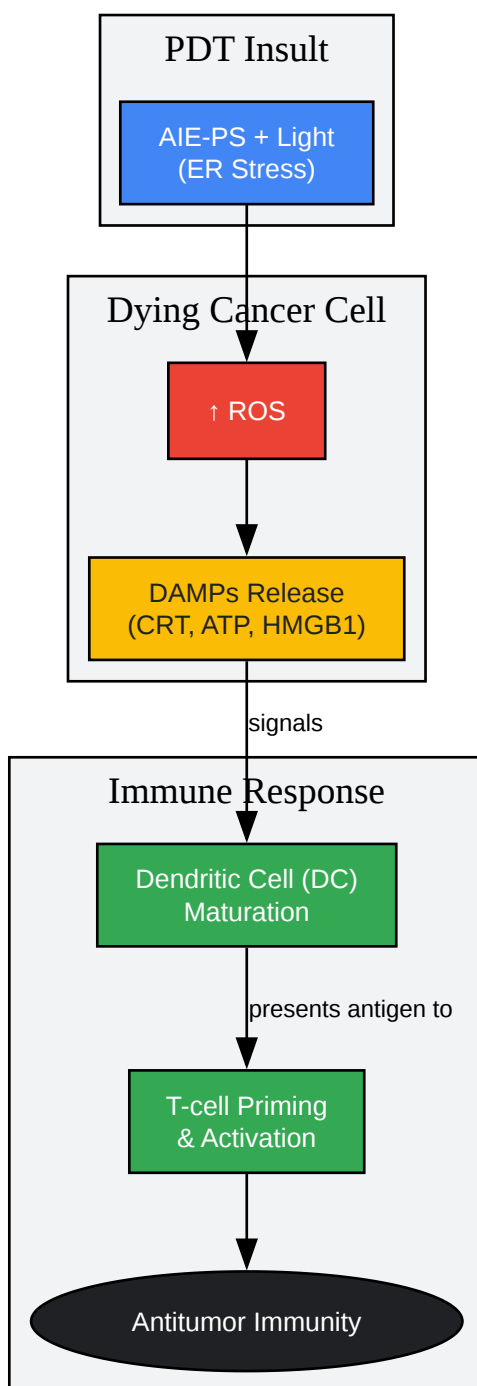 PDT Insult
AIE-PS + Light
(ER Stress)
Dying Cancer Cell
↑ ROS
DAMPs Release
(CRT, ATP, HMGB1)
signals
Immune Response
Dendritic Cell (DC)
Maturation
presents antigen to
T-cell Priming
& Activation
Antitumor Immunity